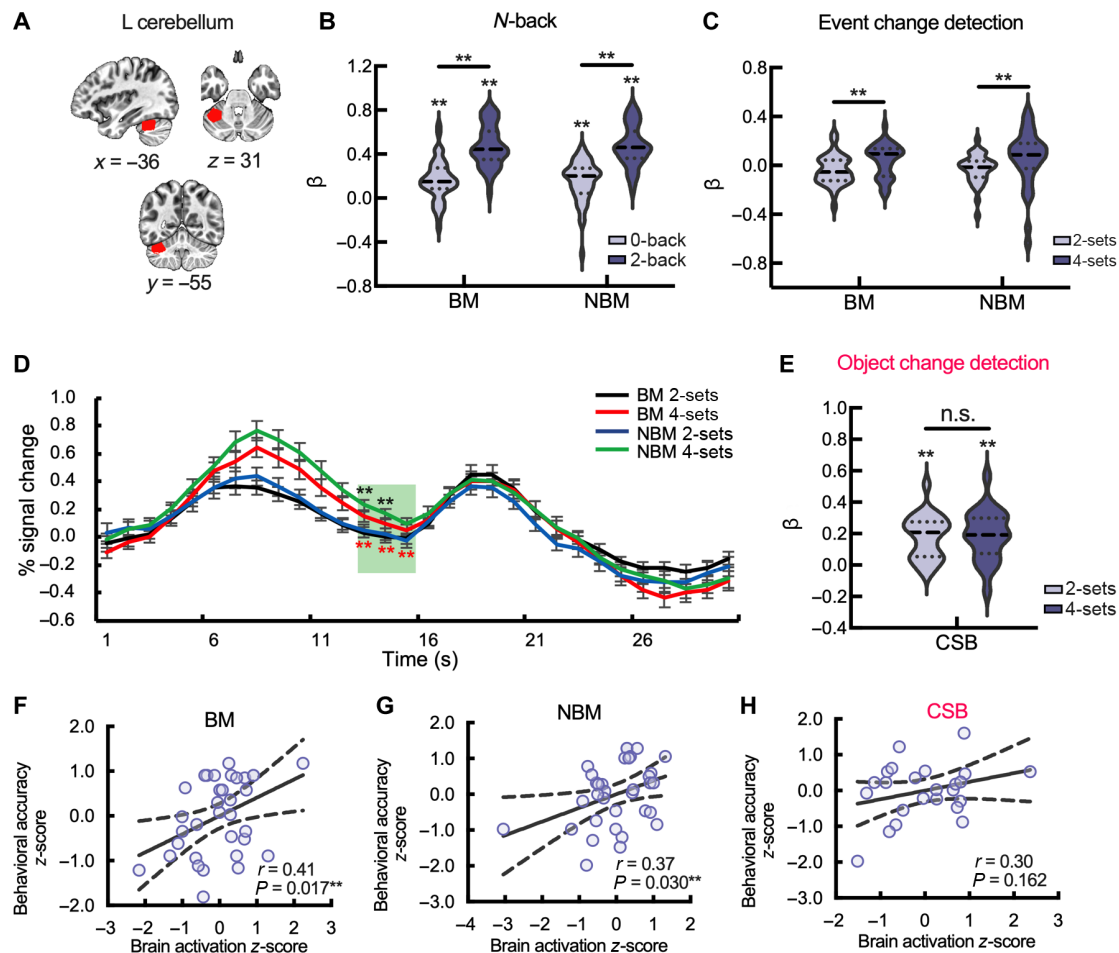 A
L cerebellum
x = –36
z = 31
y = –55
B
N-back
**
**
**
**
**
**
1.2
0.8
0.4
0.0
–0.4
–0.8
β
0-back
2-back
BM
NBM
C
Event change detection
**
**
0.8
0.4
0.0
–0.4
–0.8
β
2-sets
4-sets
BM
NBM
D
% signal change
1.0
0.8
0.6
0.4
0.2
0.0
–0.2
–0.4
–0.6
BM 2-sets
BM 4-sets
NBM 2-sets
NBM 4-sets
**
**
**
**
**
1
6
11
16
21
26
Time (s)
E
Object change detection
n.s.
**
**
1.0
0.8
0.6
0.4
0.2
0.0
0.2
–0.4
β
2-sets
4-sets
CSB
F
BM
Behavioral accuracy
z-score
2.0
1.0
0.0
-1.0
-2.0
r = 0.41
P = 0.017**
–3
–2
–1
0
1
2
3
Brain activation z-score
G
NBM
Behavioral accuracy
z-score
2.0
1.0
0.0
-1.0
-2.0
-3.0
r = 0.37
P = 0.030**
–4
–3
–2
–1
0
1
2
Brain activation z-score
H
CSB
Behavioral accuracy
z-score
2.0
1.0
0.0
–1.0
–2.0
–3.0
r = 0.30
P = 0.162
–2
–1
0
1
2
3
Brain activation z-score